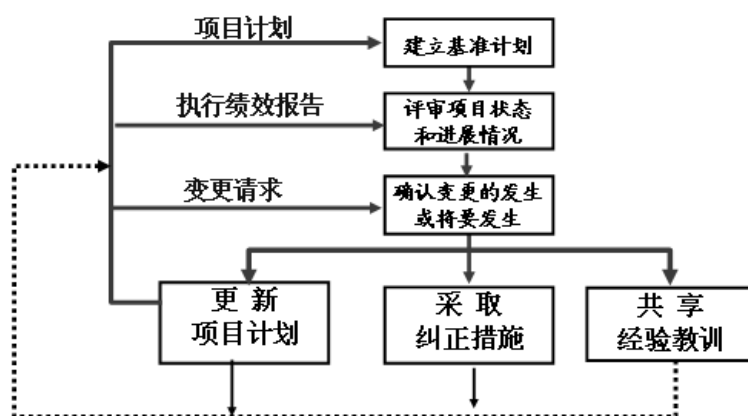 项目计划
建立基准计划
执行绩效报告
评审项目状态
和进展情况
变更请求
确认变更的发生
或将要发生
更 新
项目计划
采 取
纠正措施
共 享
经验教训